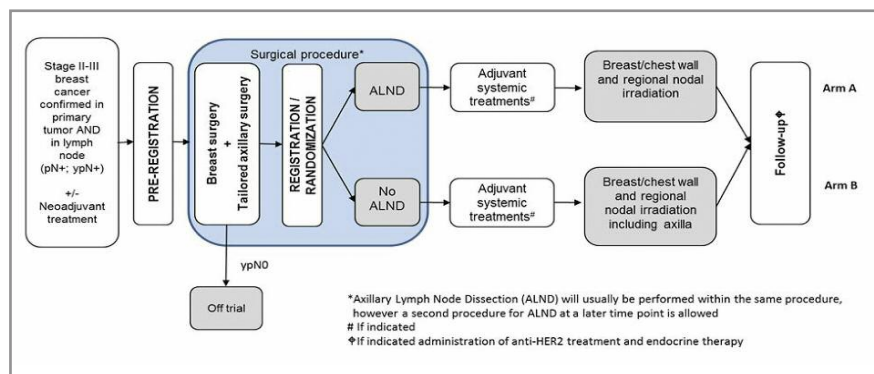 Stage II-III
breast
cancer
confirmed in
primary
tumor AND
in lymph
node
(pN+; ypN+)
+/-
Neoadjuvant
treatment
PRE-REGISTRATION
Surgical procedure*
Breast surgery
+
Tailored axillary surgery
REGISTRATION /
RANDOMIZATION
ALND
No
ALND
Adjuvant
systemic
treatments#
Adjuvant
systemic
treatments#
Breast/chest wall
and regional nodal
irradiation
Breast/chest wall
and regional
nodal irradiation
including axilla
Follow-up⸙
Arm A
Arm B
ypN0
Off trial
*Axillary Lymph Node Dissection (ALND) will usually be performed within the same procedure,
however a second procedure for ALND at a later time point is allowed
# If indicated
⸙If indicated administration of anti-HER2 treatment and endocrine therapy